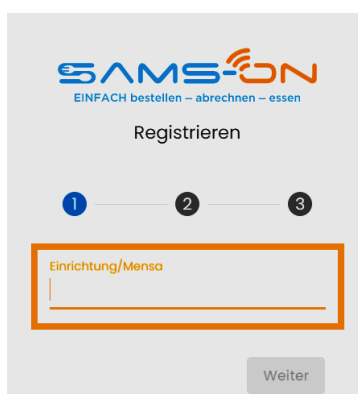 SAMS-ON
EINFACH bestellen – abrechnen – essen
Registrieren
1 2 3
Einrichtung/Mensa
Weiter